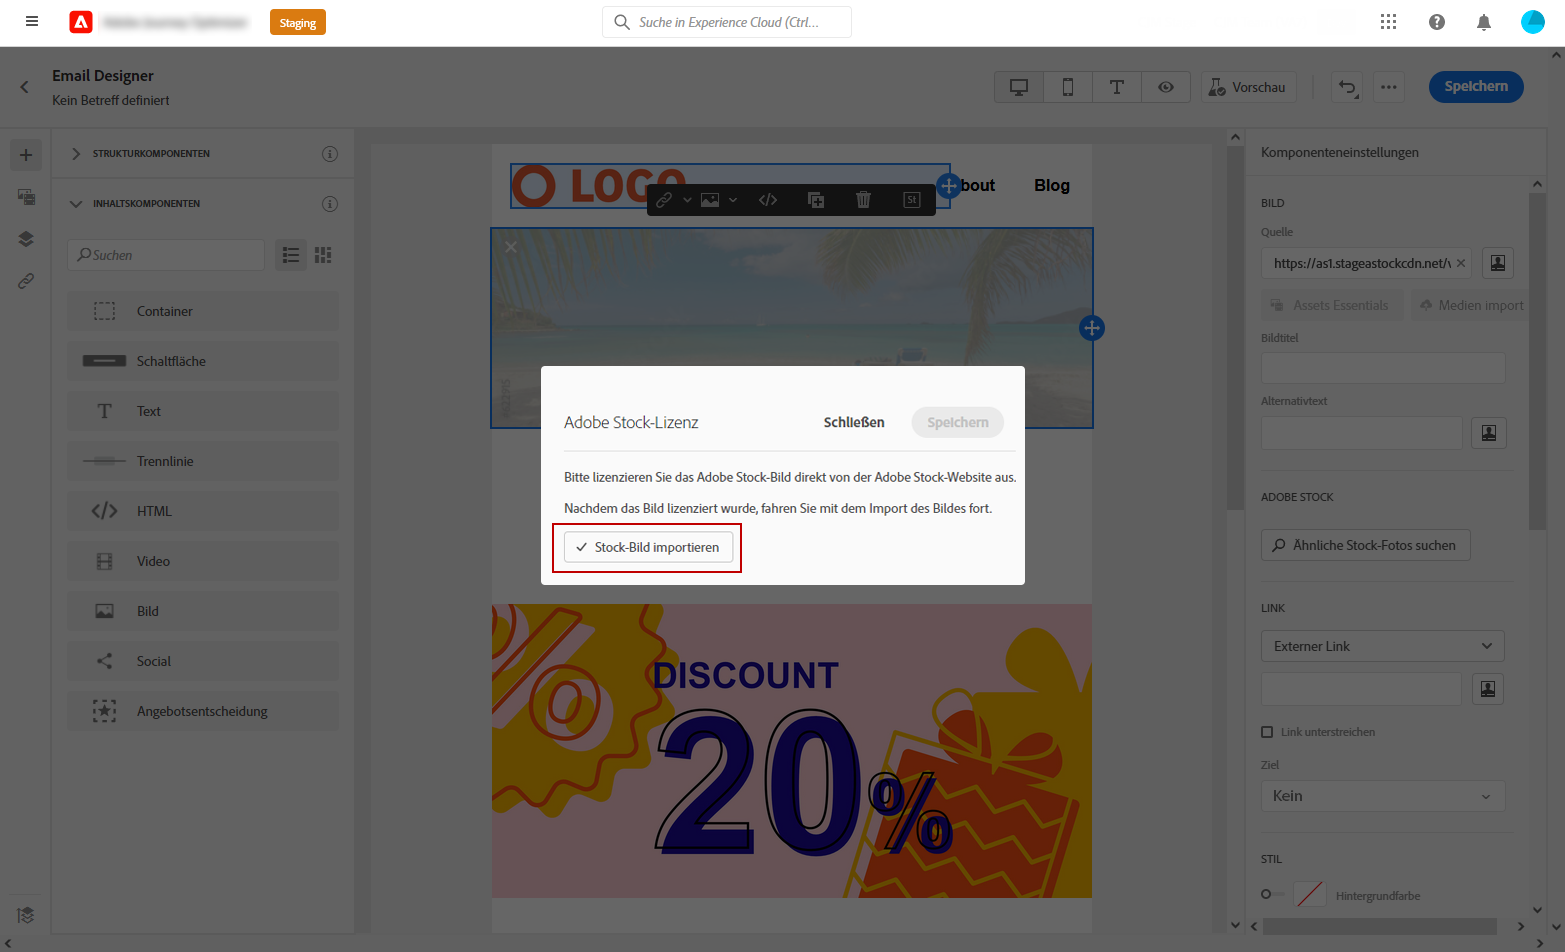 Staging
Suche in Experience Cloud (Ctrl...
Email Designer
Kein Betreff definiert
T
Vorschau
Speichern
STRUKTURKOMPONENTEN
INHALTSKOMPONENTEN
Suchen
Container
Schaltfläche
Text
Trennlinie
HTML
Video
Bild
Social
Angebotsentscheidung
LOGO
bout
Blog
St
Adobe Stock-Lizenz
Schließen
Speichern
Bitte lizenzieren Sie das Adobe Stock-Bild direkt von der Adobe Stock-Website aus.
Nachdem das Bild lizenziert wurde, fahren Sie mit dem Import des Bildes fort.
Stock-Bild importieren
%
DISCOUNT
20%
Komponenteneinstellungen
BILD
Quelle
https://as1.stageastockcdn.net/v
Assets Essentials
Medien import
Bildtitel
Alternativtext
ADOBE STOCK
Ähnliche Stock-Fotos suchen
LINK
Externer Link
Link unterstreichen
Ziel
Kein
STIL
Hintergrundfarbe